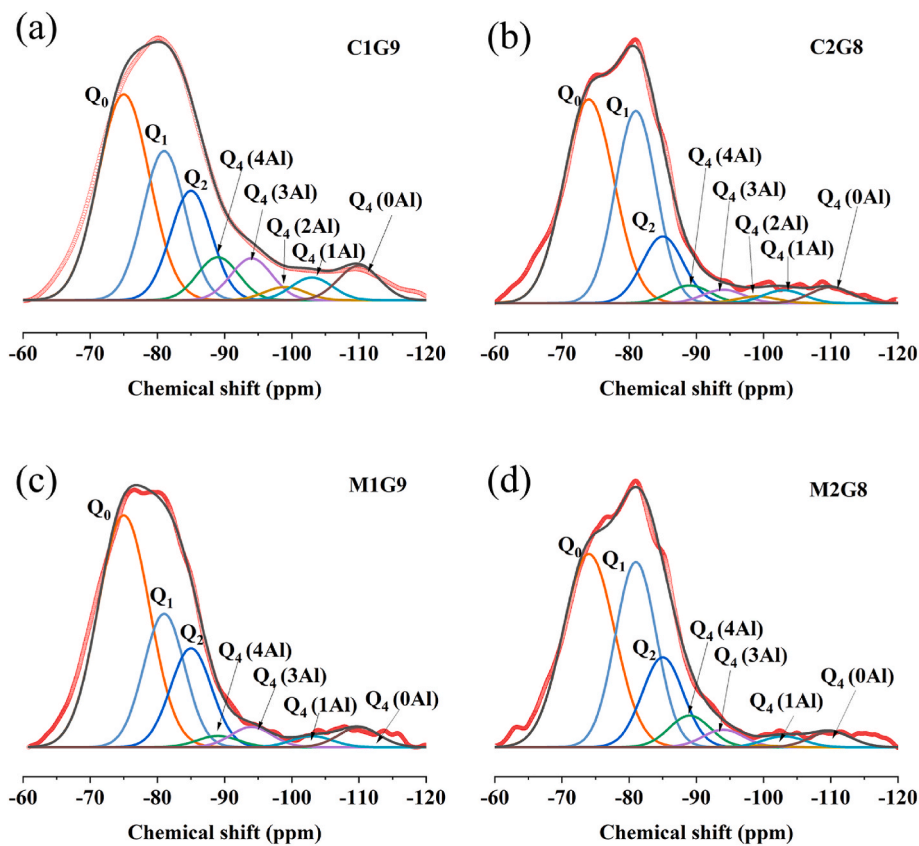 (a)
C1G9
Q0
Q1
Q2
Q4 (4Al)
Q4 (3Al)
Q4 (2Al)
Q4 (1Al)
Q4 (0Al)
-60 -70 -80 -90 -100 -110 -120
Chemical shift (ppm)
(b)
C2G8
Q0
Q1
Q2
Q4 (4Al)
Q4 (3Al)
Q4 (2Al)
Q4 (1Al)
Q4 (0Al)
-60 -70 -80 -90 -100 -110 -120
Chemical shift (ppm)
(c)
M1G9
Q0
Q1
Q2
Q4 (4Al)
Q4 (3Al)
Q4 (1Al)
Q4 (0Al)
-60 -70 -80 -90 -100 -110 -120
Chemical shift (ppm)
(d)
M2G8
Q0
Q1
Q2
Q4 (4Al)
Q4 (3Al)
Q4 (1Al)
Q4 (0Al)
-60 -70 -80 -90 -100 -110 -120
Chemical shift (ppm)